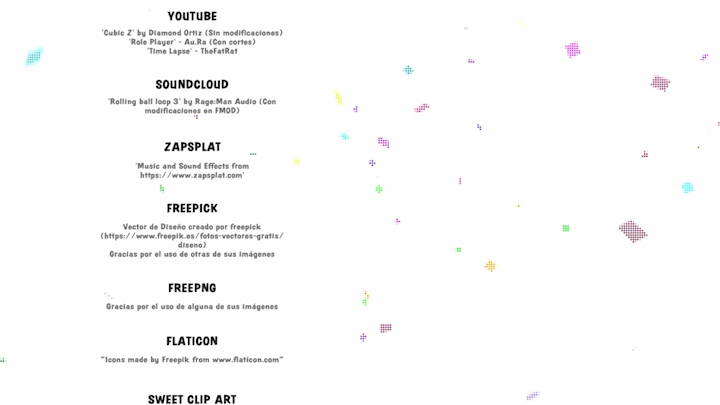 YOUTUBE
'Cubic Z' by Diamond Ortiz (Sin modificaciones)
'Role Player' - Au.Ra (Con cortes)
'Time Lapse' - TheFatRat
SOUNDCLOUD
'Rolling ball loop 3' by Rage:Man Audio (Con
modificaciones en FMOD)
ZAPSPLAT
'Music and Sound Effects from
https://www.zapsplat.com'
FREEPICK
Vector de Diseño creado por freepick
(https://www.freepik.es/fotos-vectores-gratis/
diseno)
Gracias por el uso de otras de sus imágenes
FREEPNG
Gracias por el uso de alguna de sus imágenes
FLATICON
"Icons made by Freepik from www.flaticon.com"
SWEET CLIP ART